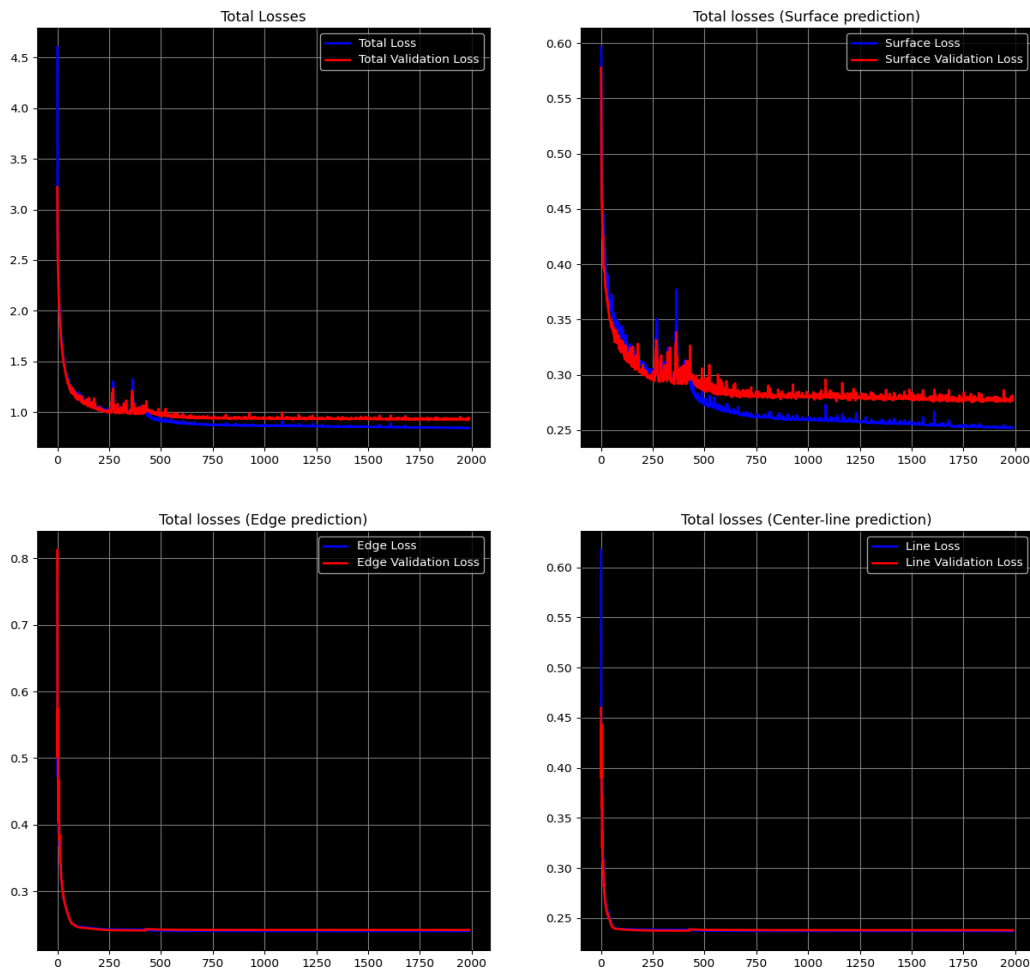 Total Losses
Total Loss
Total Validation Loss
4.5
4.0
3.5
3.0
2.5
2.0
1.5
1.0
0 250 500 750 1000 1250 1500 1750 2000
Total losses (Surface prediction)
Surface Loss
Surface Validation Loss
0.60
0.55
0.50
0.45
0.40
0.35
0.30
0.25
0 250 500 750 1000 1250 1500 1750 2000
Total losses (Edge prediction)
Edge Loss
Edge Validation Loss
0.8
0.7
0.6
0.5
0.4
0.3
0 250 500 750 1000 1250 1500 1750 2000
Total losses (Center-line prediction)
Line Loss
Line Validation Loss
0.60
0.55
0.50
0.45
0.40
0.35
0.30
0.25
0 250 500 750 1000 1250 1500 1750 2000